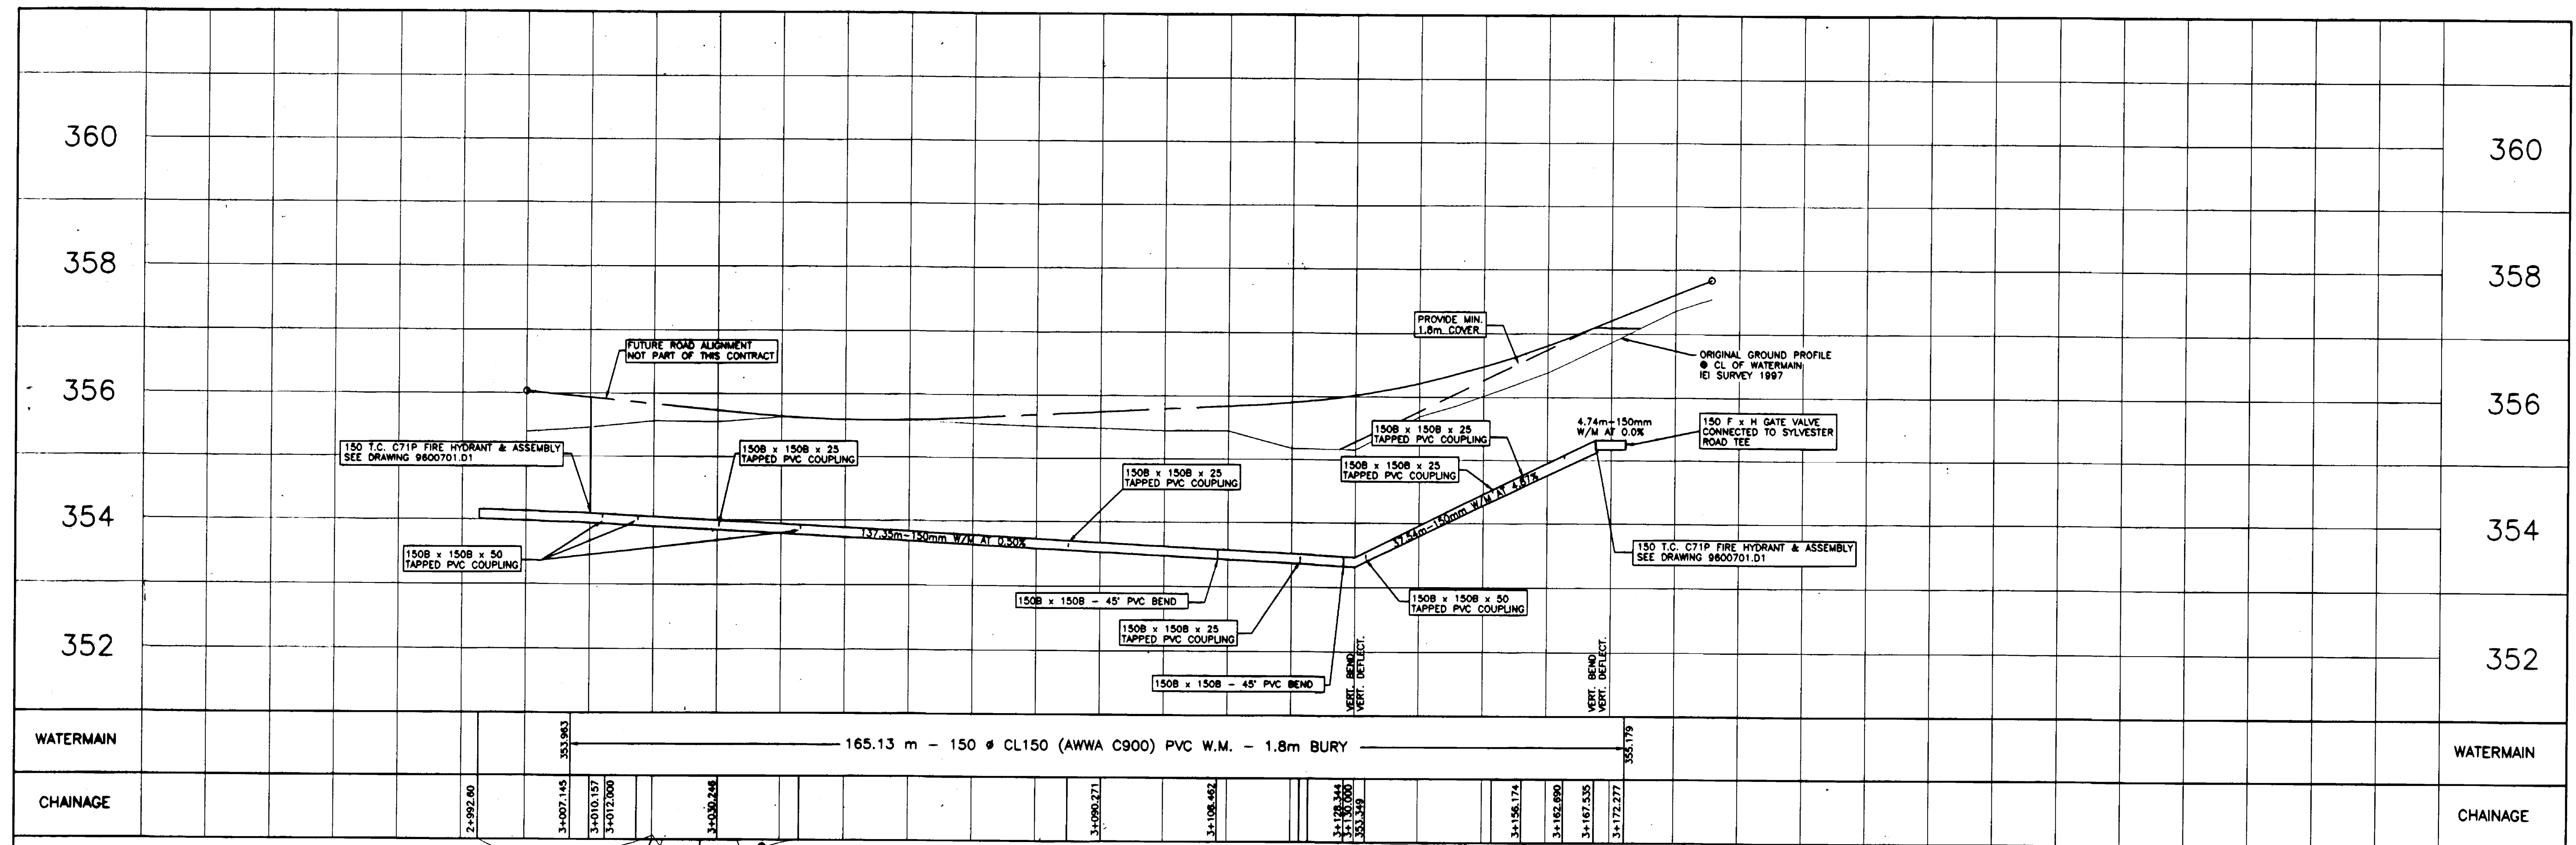 360
360
358
358
PROVIDE MIN.
1.8m COVER
FUTURE ROAD ALIGNMENT
NOT PART OF THIS CONTRACT
ORIGINAL GROUND PROFILE
@ CL OF WATERMAIN
IEI SURVEY 1997
356
356
150 T.C. C71P FIRE HYDRANT & ASSEMBLY
SEE DRAWING 9600701.D1
150B x 150B x 25
TAPPED PVC COUPLING
150B x 150B x 25
TAPPED PVC COUPLING
150B x 150B x 25
TAPPED PVC COUPLING
150B x 150B x 25
TAPPED PVC COUPLING
4.74m-150mm
W/M AT 0.0%
150 F x H GATE VALVE
CONNECTED TO SYLVESTER
ROAD TEE
354
354
137.35m-150mm W/M AT 0.50%
37.54m-150mm W/M AT 4.87%
150B x 150B x 50
TAPPED PVC COUPLING
150 T.C. C71P FIRE HYDRANT & ASSEMBLY
SEE DRAWING 9600701.D1
150B x 150B - 45° PVC BEND
150B x 150B x 50
TAPPED PVC COUPLING
150B x 150B x 25
TAPPED PVC COUPLING
352
352
150B x 150B - 45° PVC BEND
VERT. BEND
VERT. DEFLECT.
VERT. BEND
VERT. DEFLECT.
WATERMAIN
353.963
165.13 m - 150 ø CL150 (AWWA C900) PVC W.M. - 1.8m BURY
355.179
WATERMAIN
CHAINAGE
2+992.60
3+007.145
3+010.157
3+012.000
3+030.246
3+090.271
3+108.462
3+128.344
3+130.000
353.349
3+156.174
3+162.690
3+167.535
3+172.277
CHAINAGE